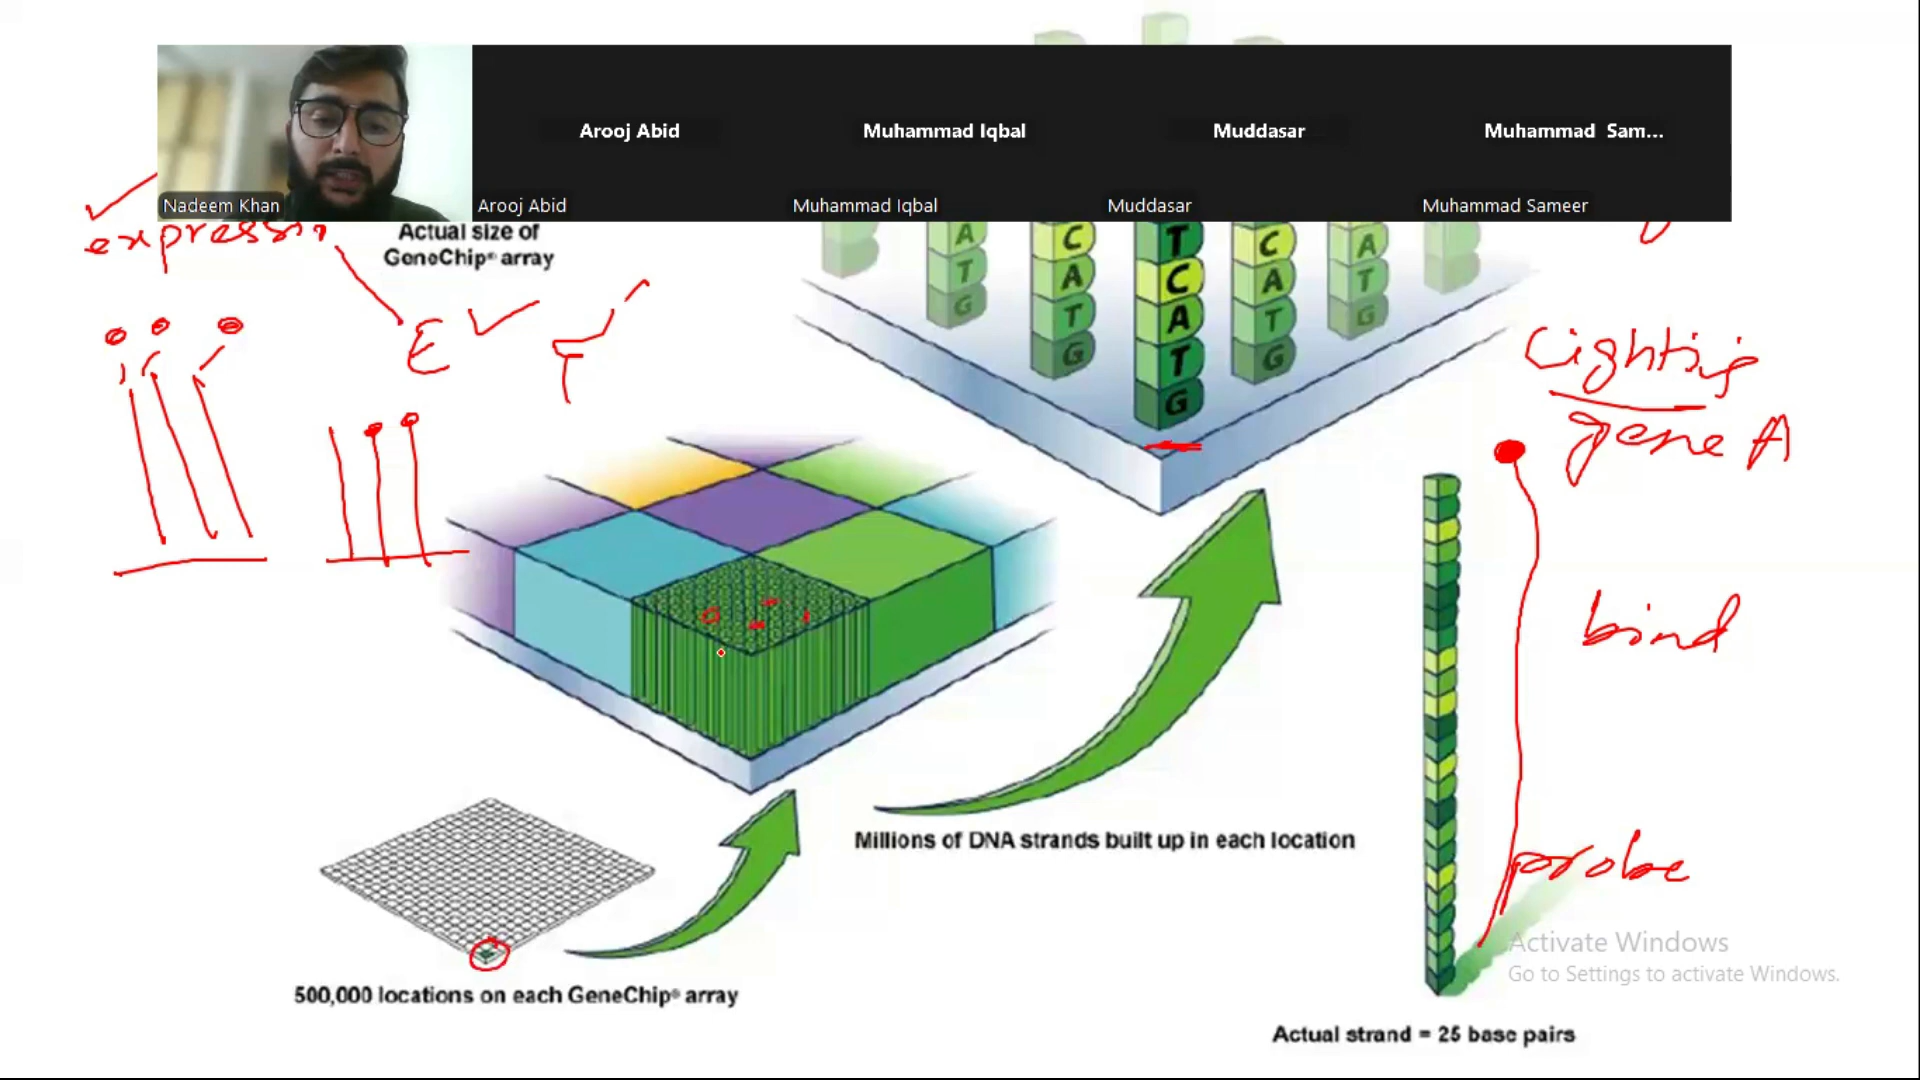 Arooj Abid
Muhammad Iqbal
Muddasar
Muhammad Sam...
Nadeem Khan
Arooj Abid
Muhammad Iqbal
Muddasar
Muhammad Sameer
Actual size of
GeneChip® array
A
T
G
C
A
T
G
T
C
A
T
G
C
A
T
G
A
T
G
E
T
Lighting
gene A
bind
probe
Millions of DNA strands built up in each location
500,000 locations on each GeneChip® array
Activate Windows
Go to Settings to activate Windows.
Actual strand = 25 base pairs